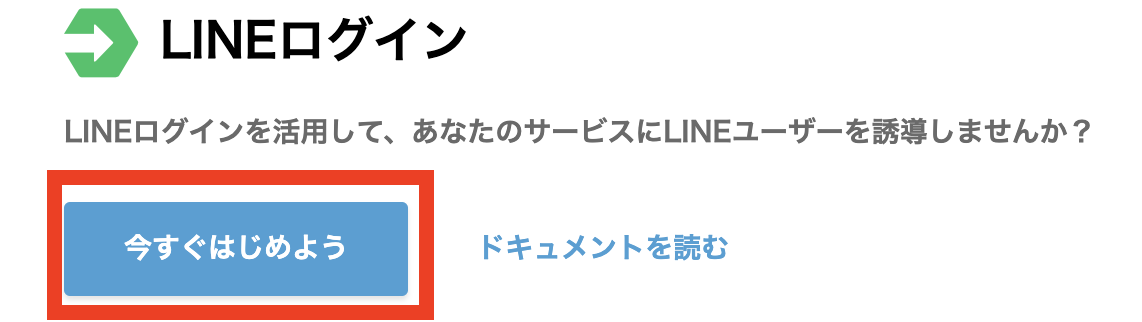 LINEログイン
LINEログインを活用して、あなたのサービスにLINEユーザーを誘導しませんか？
今すぐはじめよう
ドキュメントを読む